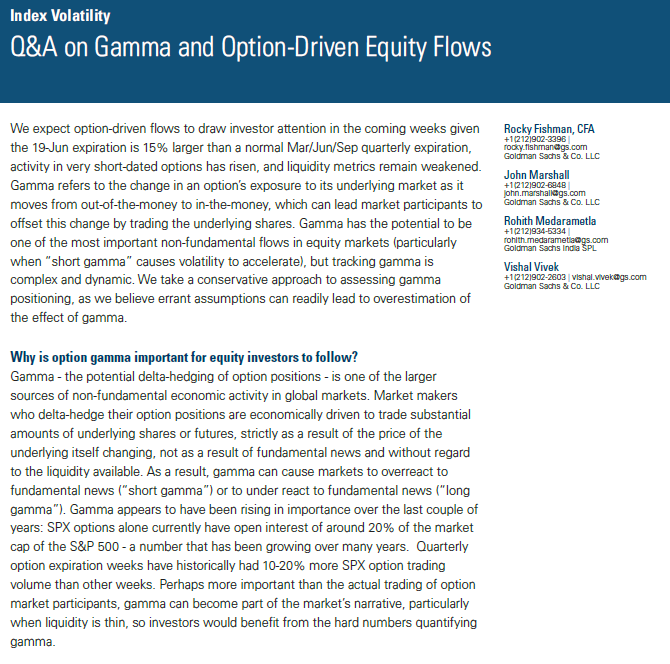 Index Volatility
Q&A on Gamma and Option-Driven Equity Flows
We expect option-driven flows to draw investor attention in the coming weeks given
the 19-Jun expiration is 15% larger than a normal Mar/Jun/Sep quarterly expiration,
activity in very short-dated options has risen, and liquidity metrics remain weakened.
Gamma refers to the change in an option's exposure to its underlying market as it
moves from out-of-the-money to in-the-money, which can lead market participants to
offset this change by trading the underlying shares. Gamma has the potential to be
one of the most important non-fundamental flows in equity markets (particularly
when "short gamma" causes volatility to accelerate), but tracking gamma is
complex and dynamic. We take a conservative approach to assessing gamma
positioning, as we believe errant assumptions can readily lead to overestimation of
the effect of gamma.
Why is option gamma important for equity investors to follow?
Gamma - the potential delta-hedging of option positions - is one of the larger
sources of non-fundamental economic activity in global markets. Market makers
who delta-hedge their option positions are economically driven to trade substantial
amounts of underlying shares or futures, strictly as a result of the price of the
underlying itself changing, not as a result of fundamental news and without regard
to the liquidity available. As a result, gamma can cause markets to overreact to
fundamental news ("short gamma") or to under react to fundamental news ("long
gamma"). Gamma appears to have been rising in importance over the last couple of
years: SPX options alone currently have open interest of around 20% of the market
cap of the S&P 500 - a number that has been growing over many years. Quarterly
option expiration weeks have historically had 10-20% more SPX option trading
volume than other weeks. Perhaps more important than the actual trading of option
market participants, gamma can become part of the market's narrative, particularly
when liquidity is thin, so investors would benefit from the hard numbers quantifying
gamma.
Rocky Fishman, CFA
+1(212)902-3396 |
rocky.fishman@gs.com
Goldman Sachs & Co. LLC
John Marshall
+1(212)902-6848 |
john.marshall@gs.com
Goldman Sachs & Co. LLC
Rohith Medarametla
+1(212)934-5334 |
rohith.medarametla@gs.com
Goldman Sachs India SPL
Vishal Vivek
+1(212)902-2603 | vishal.vivek@gs.com
Goldman Sachs & Co. LLC